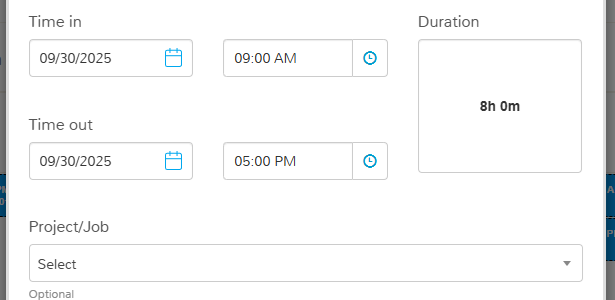 Time in
Duration
09/30/2025
09:00 AM
8h 0m
Time out
09/30/2025
05:00 PM
Project/Job
Select
Optional